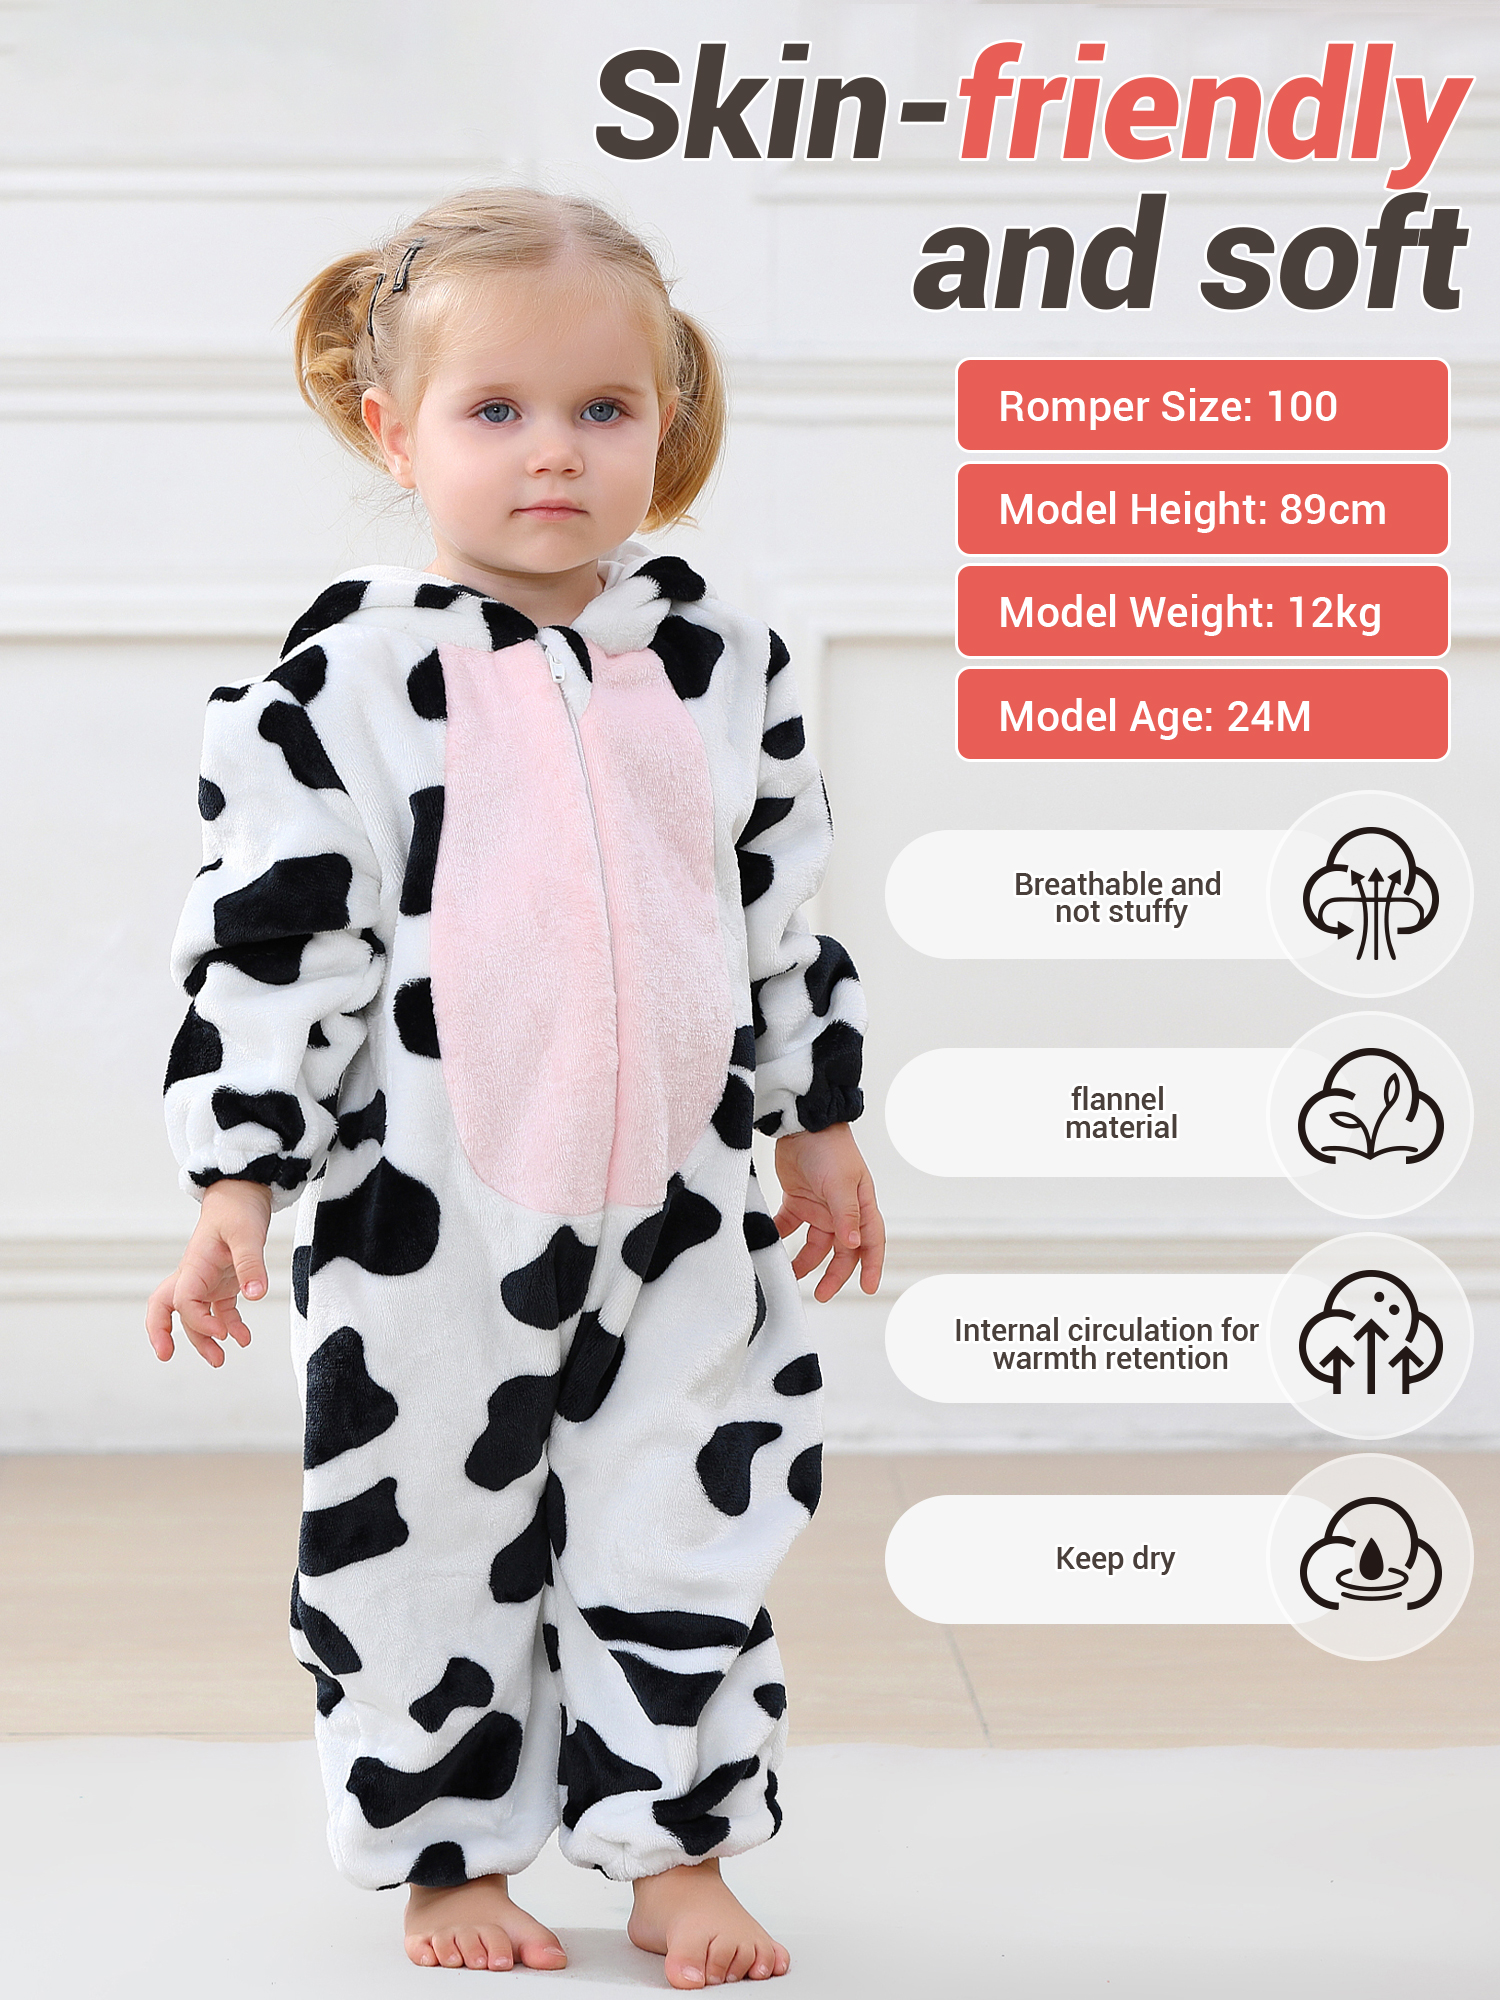 Skin-friendly
and soft
Romper Size: 100
Model Height: 89cm
Model Weight: 12kg
Model Age: 24M
Breathable and
not stuffy
flannel
material
Internal circulation for
warmth retention
Keep dry